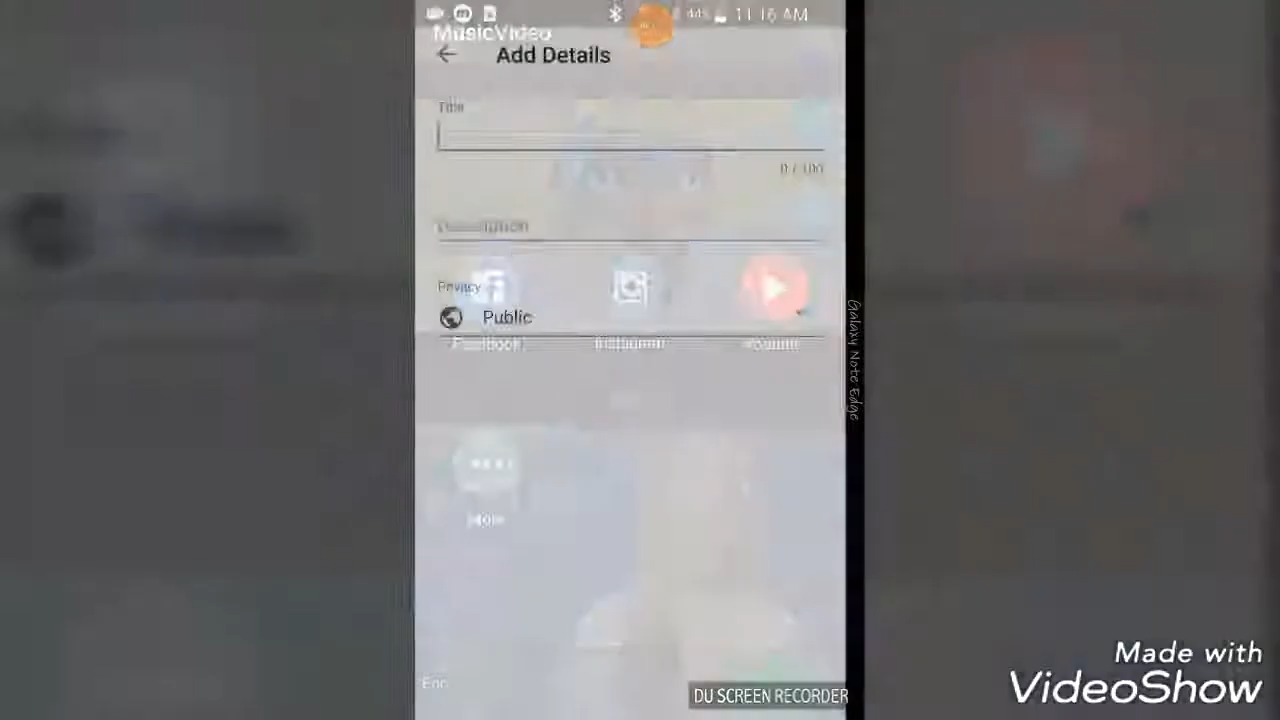 44% 11:16 AM
MusicVideo
Add Details
Title
0 / 100
Description
Privacy
Public
Facebook
Instagram
Youtube
More
Galaxy Note Edge
DU SCREEN RECORDER
Made with
VideoShow